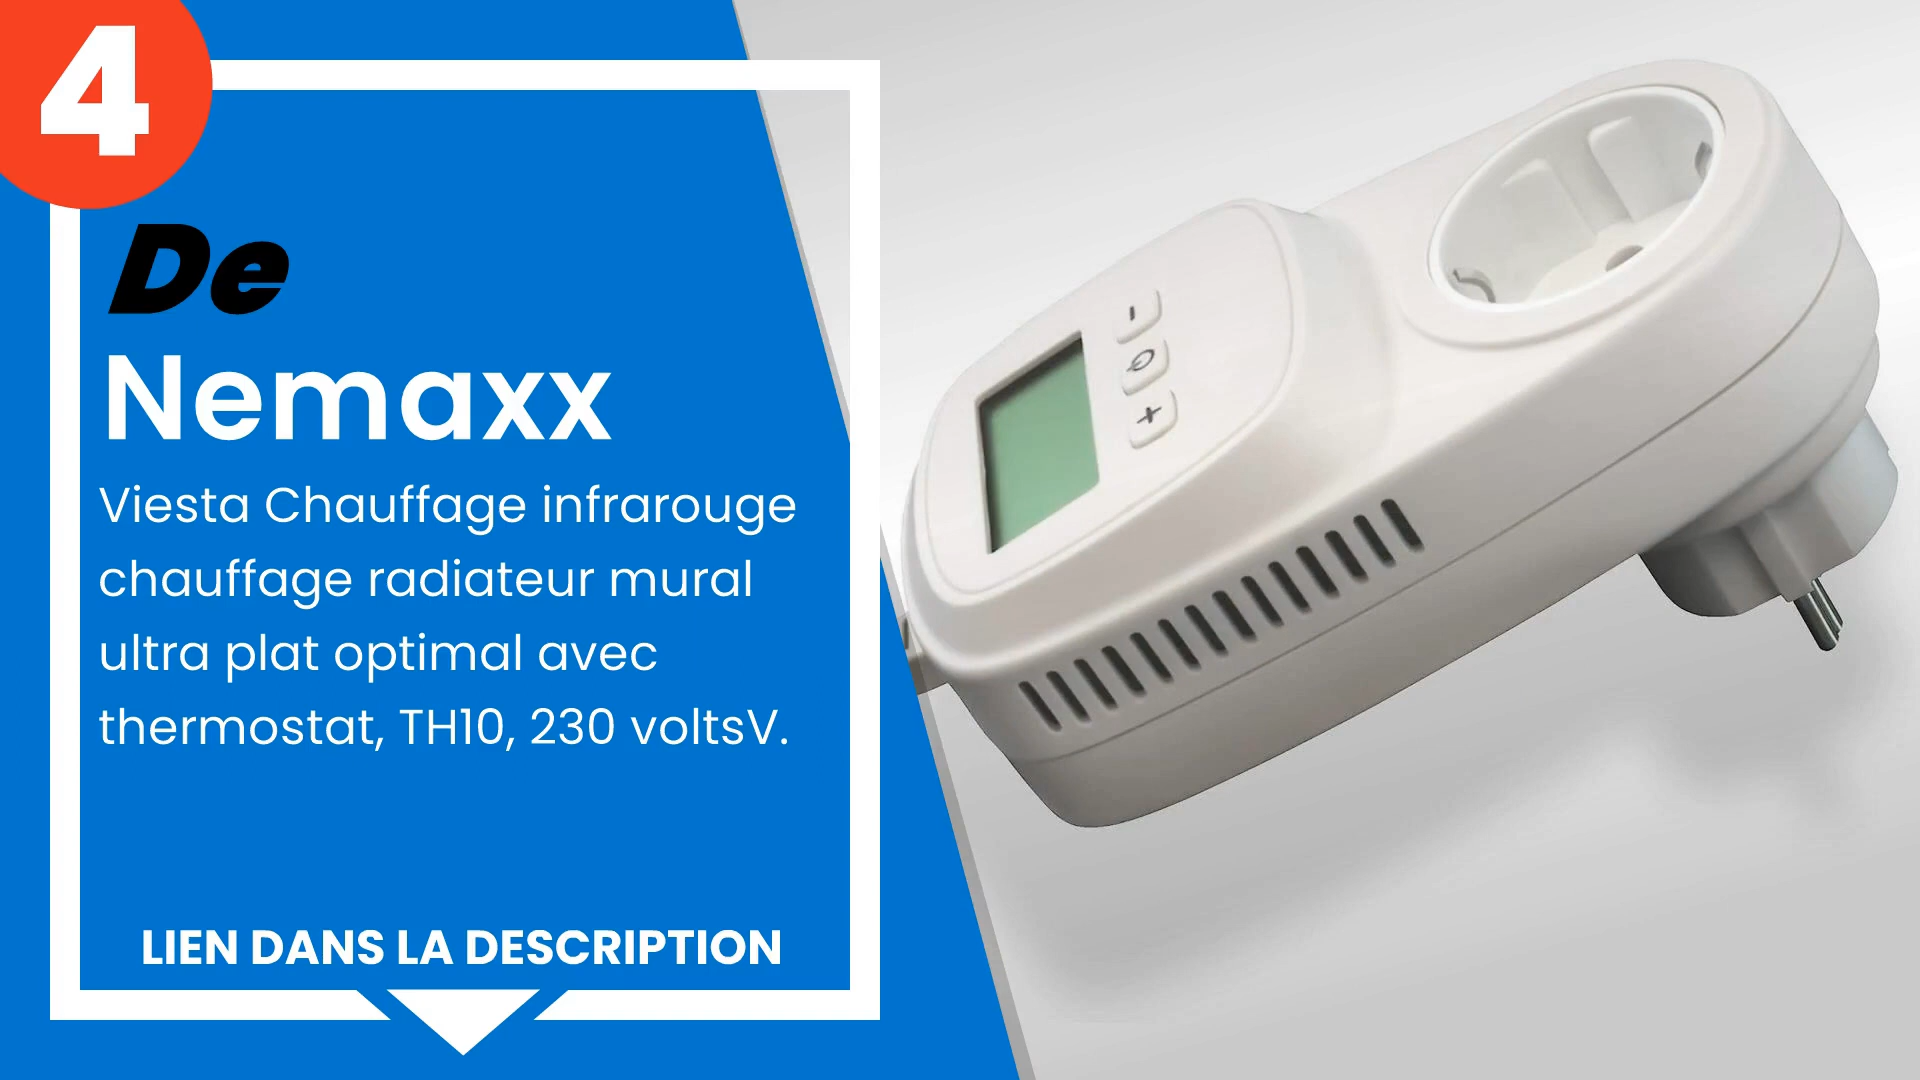 4
De
Nemaxx
Viesta Chauffage infrarouge
chauffage radiateur mural
ultra plat optimal avec
thermostat, TH10, 230 voltsV.
LIEN DANS LA DESCRIPTION
-
+